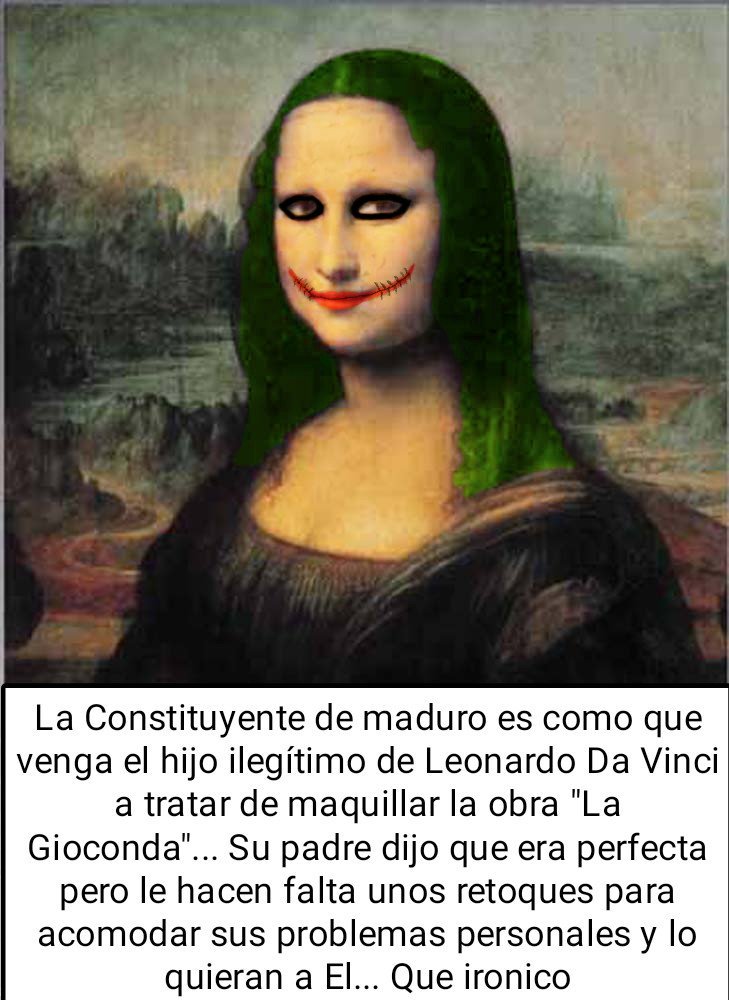 La Constituyente de maduro es como que
venga el hijo ilegítimo de Leonardo Da Vinci
a tratar de maquillar la obra "La
Gioconda"... Su padre dijo que era perfecta
pero le hacen falta unos retoques para
acomodar sus problemas personales y lo
quieran a El... Que ironico